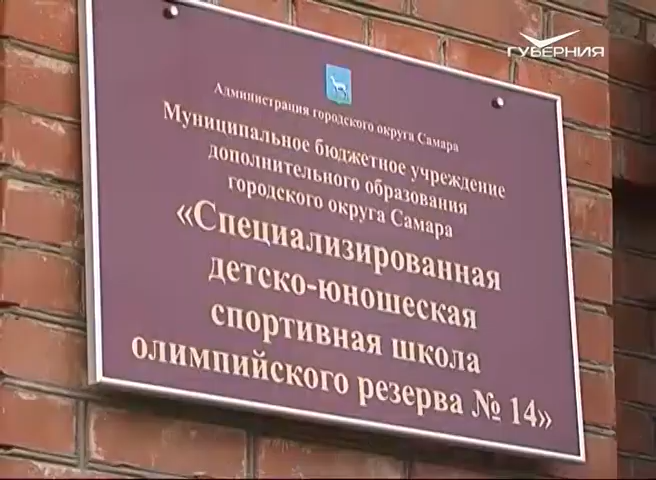 ГУБЕРНИЯ
Администрация городского округа Самара
Муниципальное бюджетное учреждение
дополнительного образования
городского округа Самара
«Специализированная
детско-юношеская
спортивная школа
олимпийского резерва № 14»